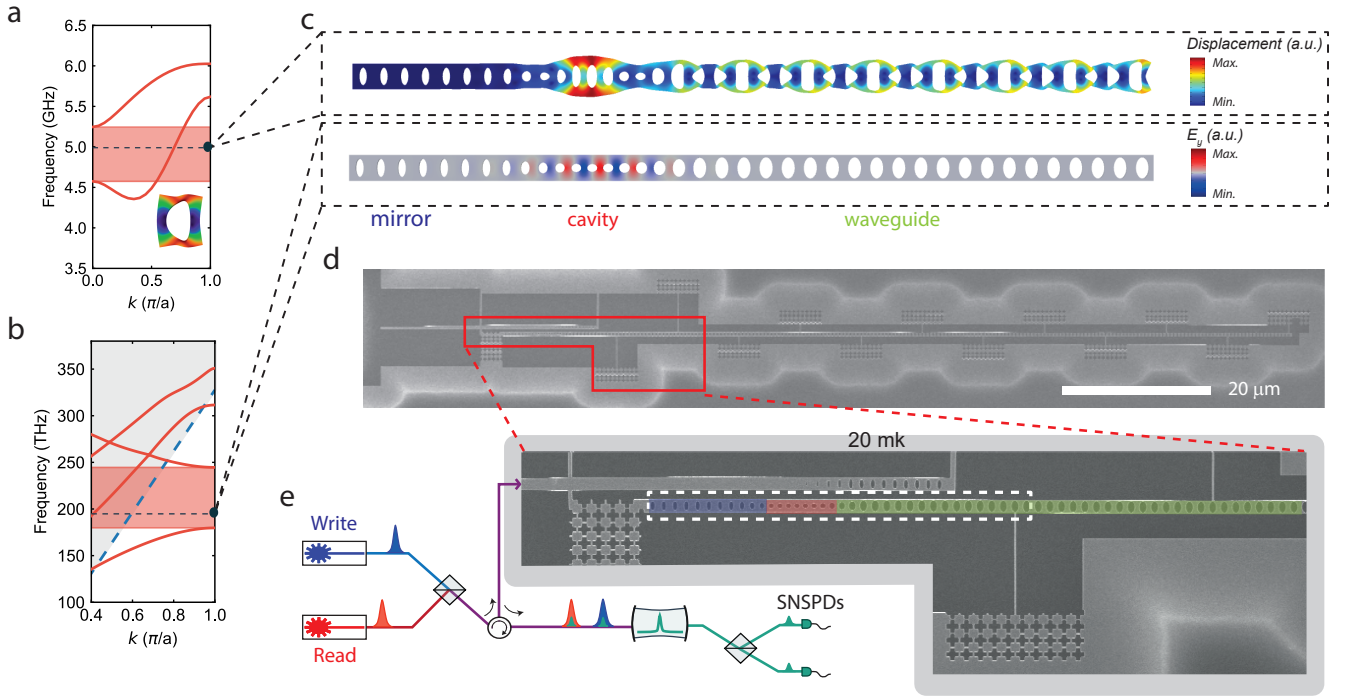 a
6.5
6.0
5.5
5.0
4.5
4.0
3.5
Frequency (GHz)
0.0
0.5
1.0
k (π/a)
b
350
300
250
200
150
100
Frequency (THz)
0.4
0.6
0.8
1.0
k (π/a)
c
Displacement (a.u.)
Max.
Min.
E_y (a.u.)
Max.
Min.
mirror
cavity
waveguide
d
20 μm
20 mk
e
Write
Read
SNSPDs